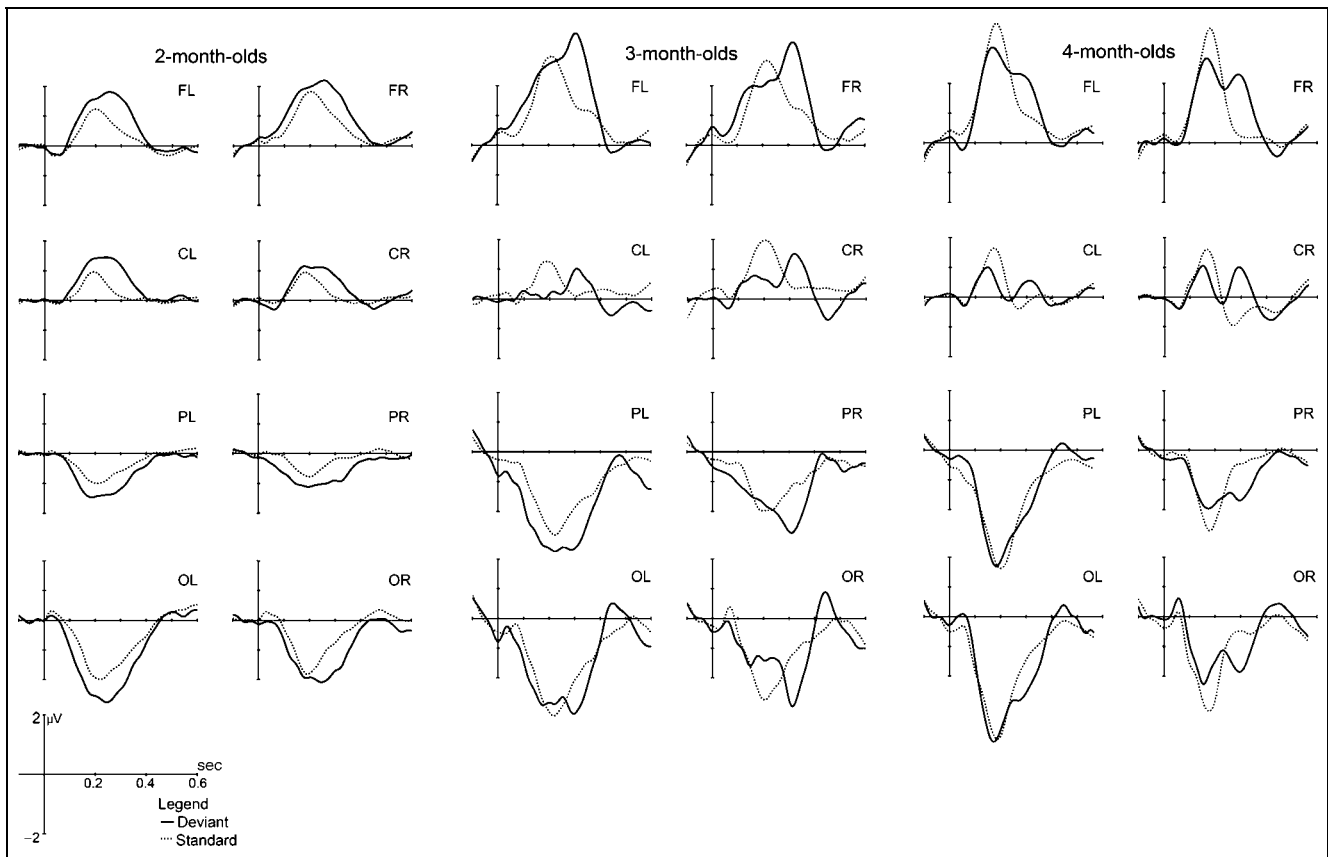 2-month-olds 3-month-olds 4-month-olds
FL FR FL FR FL FR
CL CR CL CR CL CR
PL PR PL PR PL PR
OL OR OL OR OL OR
2 µV
sec
0.2 0.4 0.6
Legend
Deviant
−2 Standard